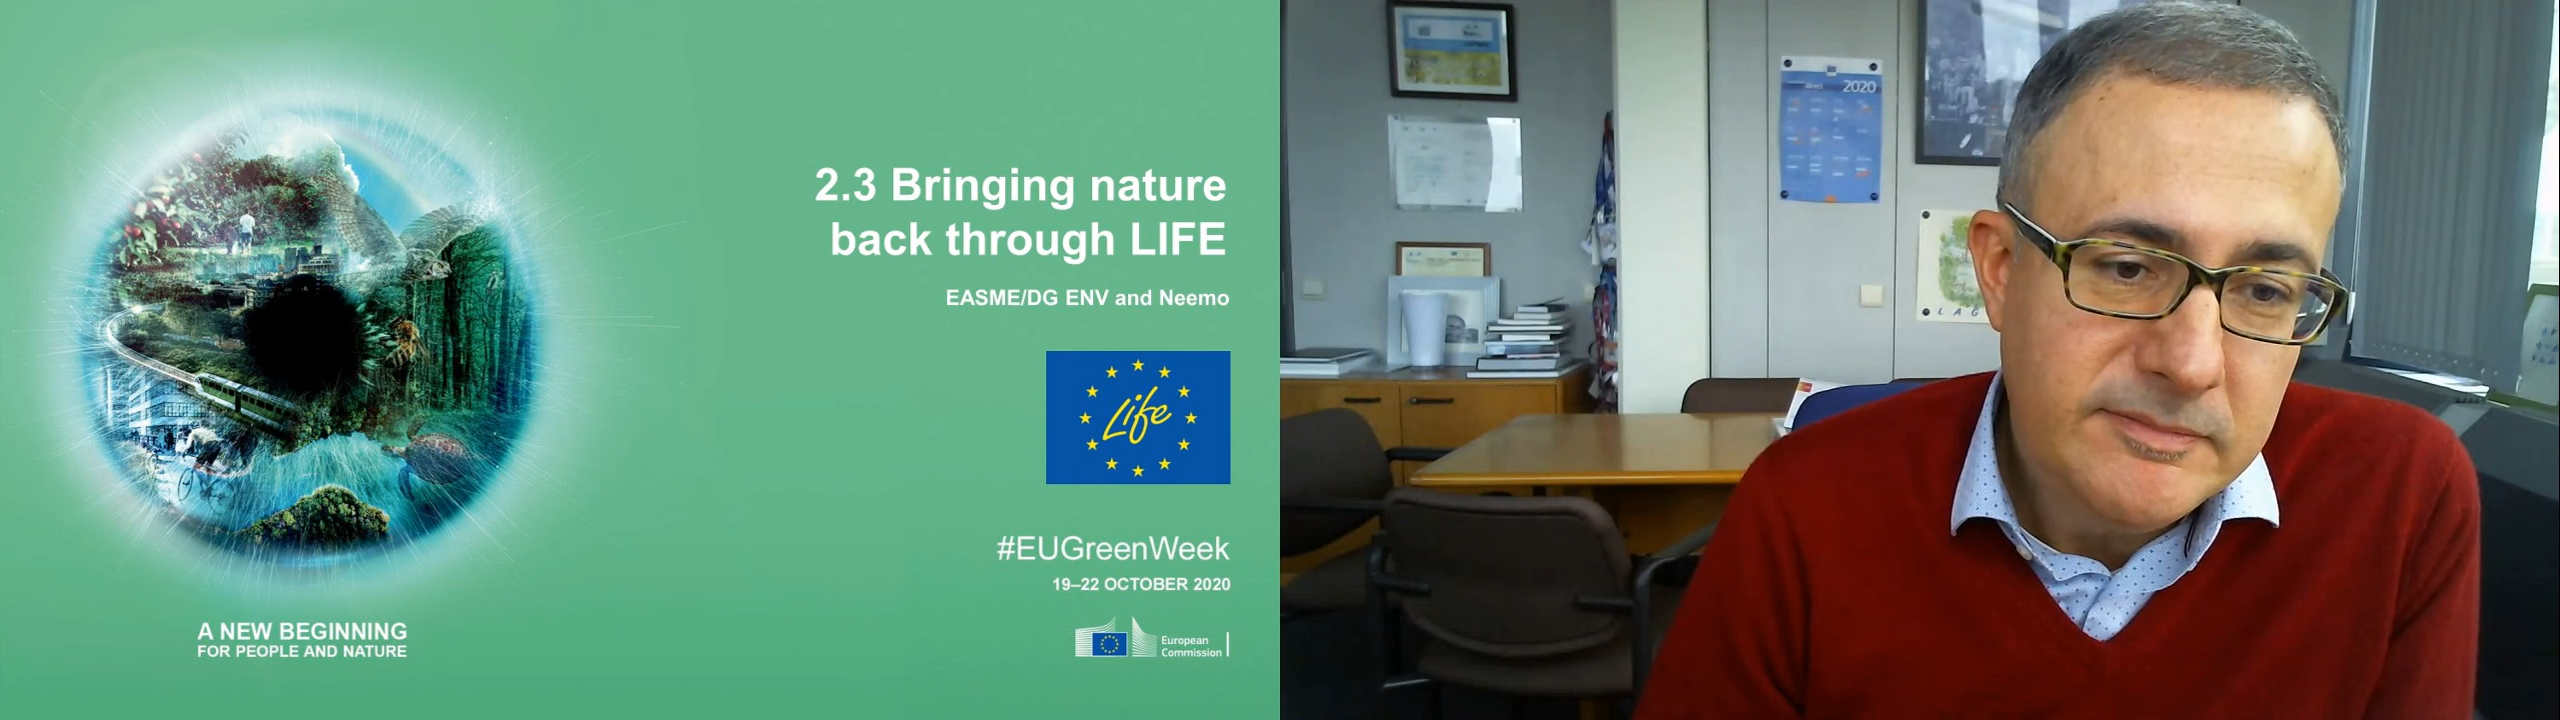 2.3 Bringing nature
back through LIFE
EASME/DG ENV and Neemo
Life
#EUGreenWeek
19–22 OCTOBER 2020
European
Commission
A NEW BEGINNING
FOR PEOPLE AND NATURE
2020
LAG